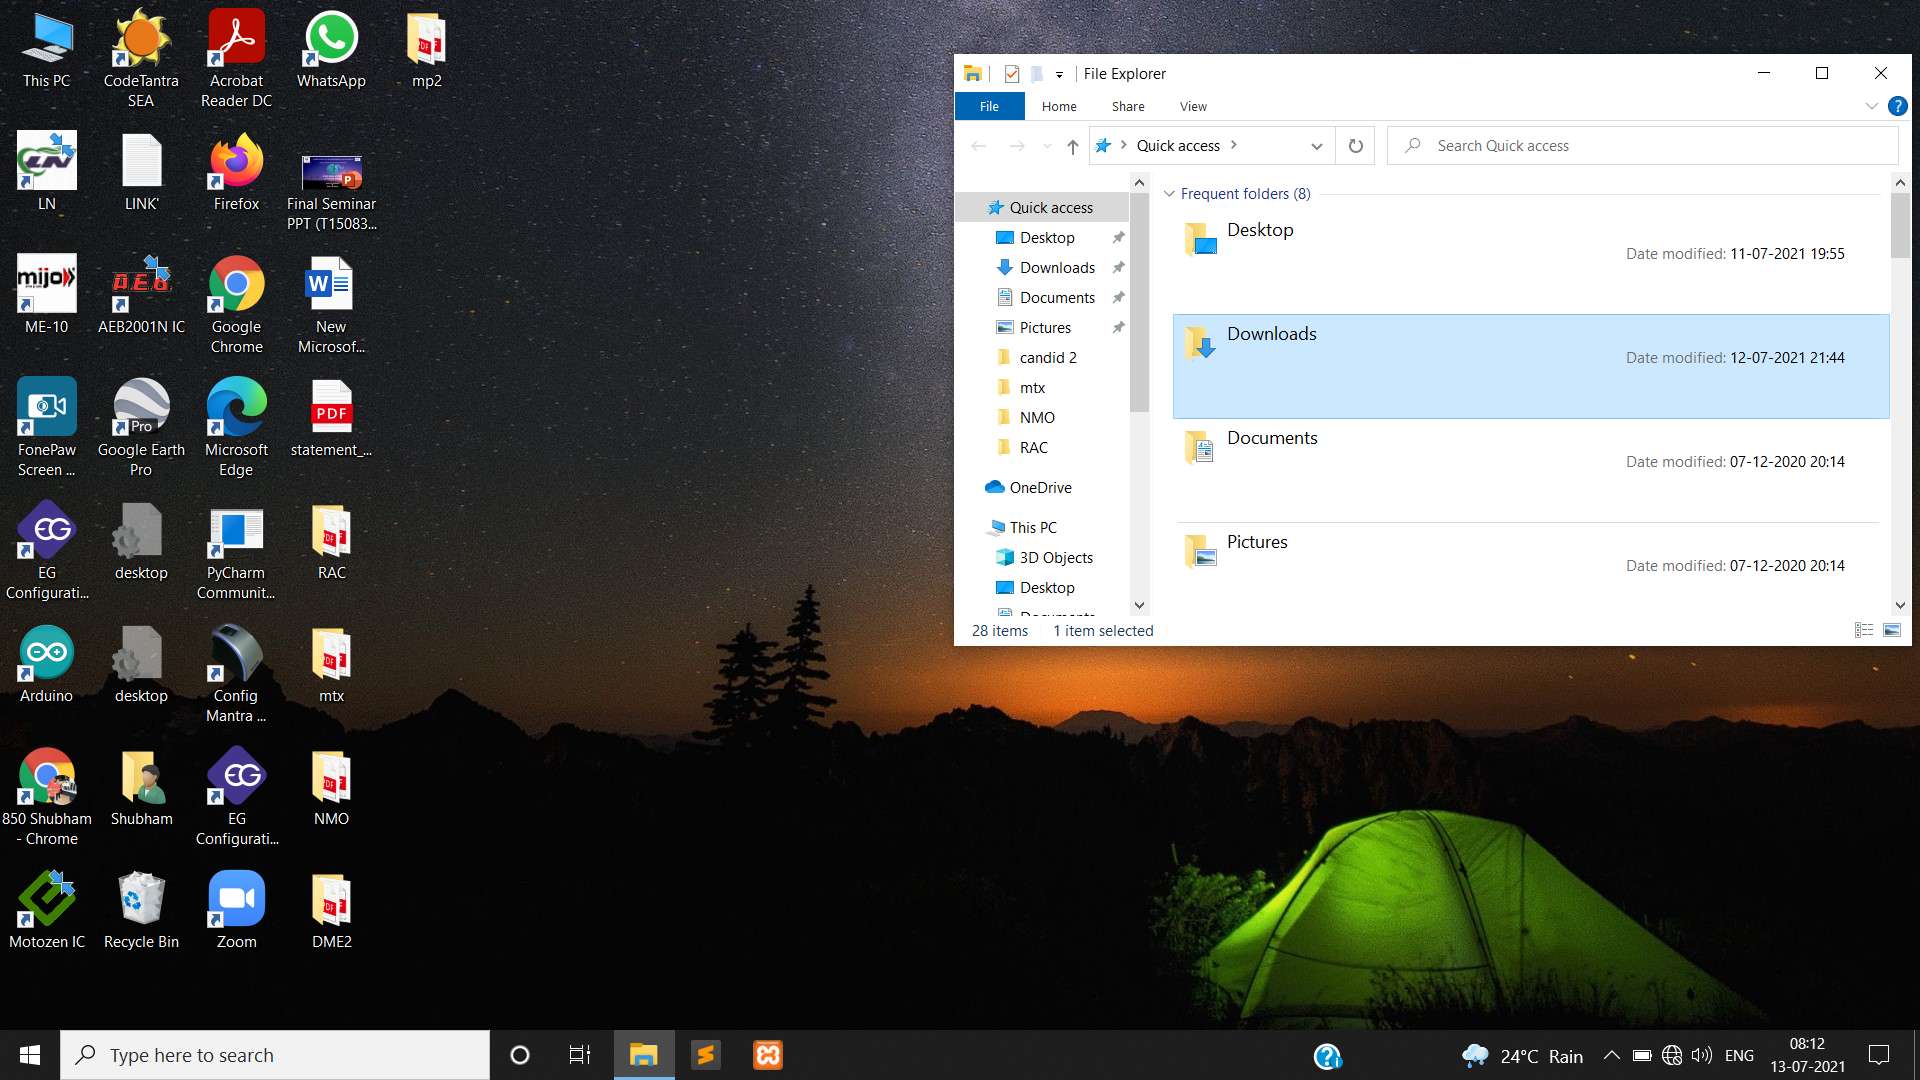 This PC
CodeTantra
SEA
Acrobat
Reader DC
WhatsApp
mp2
LN
LINK'
Firefox
Final Seminar
PPT (T15083...
mijo
ME-10
AEB
AEB2001N IC
Google
Chrome
New
Microsof...
FonePaw
Screen ...
Pro
Google Earth
Pro
Microsoft
Edge
PDF
statement_...
EG
Configurati...
desktop
PyCharm
Communit...
RAC
Arduino
desktop
Config
Mantra ...
mtx
850 Shubham
- Chrome
Shubham
EG
Configurati...
NMO
Motozen IC
Recycle Bin
Zoom
DME2
File Explorer
File
Home
Share
View
Quick access
Search Quick access
Quick access
Desktop
Downloads
Documents
Pictures
candid 2
mtx
NMO
RAC
OneDrive
This PC
3D Objects
Desktop
Documents
Frequent folders (8)
Desktop
Date modified: 11-07-2021 19:55
Downloads
Date modified: 12-07-2021 21:44
Documents
Date modified: 07-12-2020 20:14
Pictures
Date modified: 07-12-2020 20:14
28 items
1 item selected
Type here to search
24°C Rain
ENG
08:12
13-07-2021